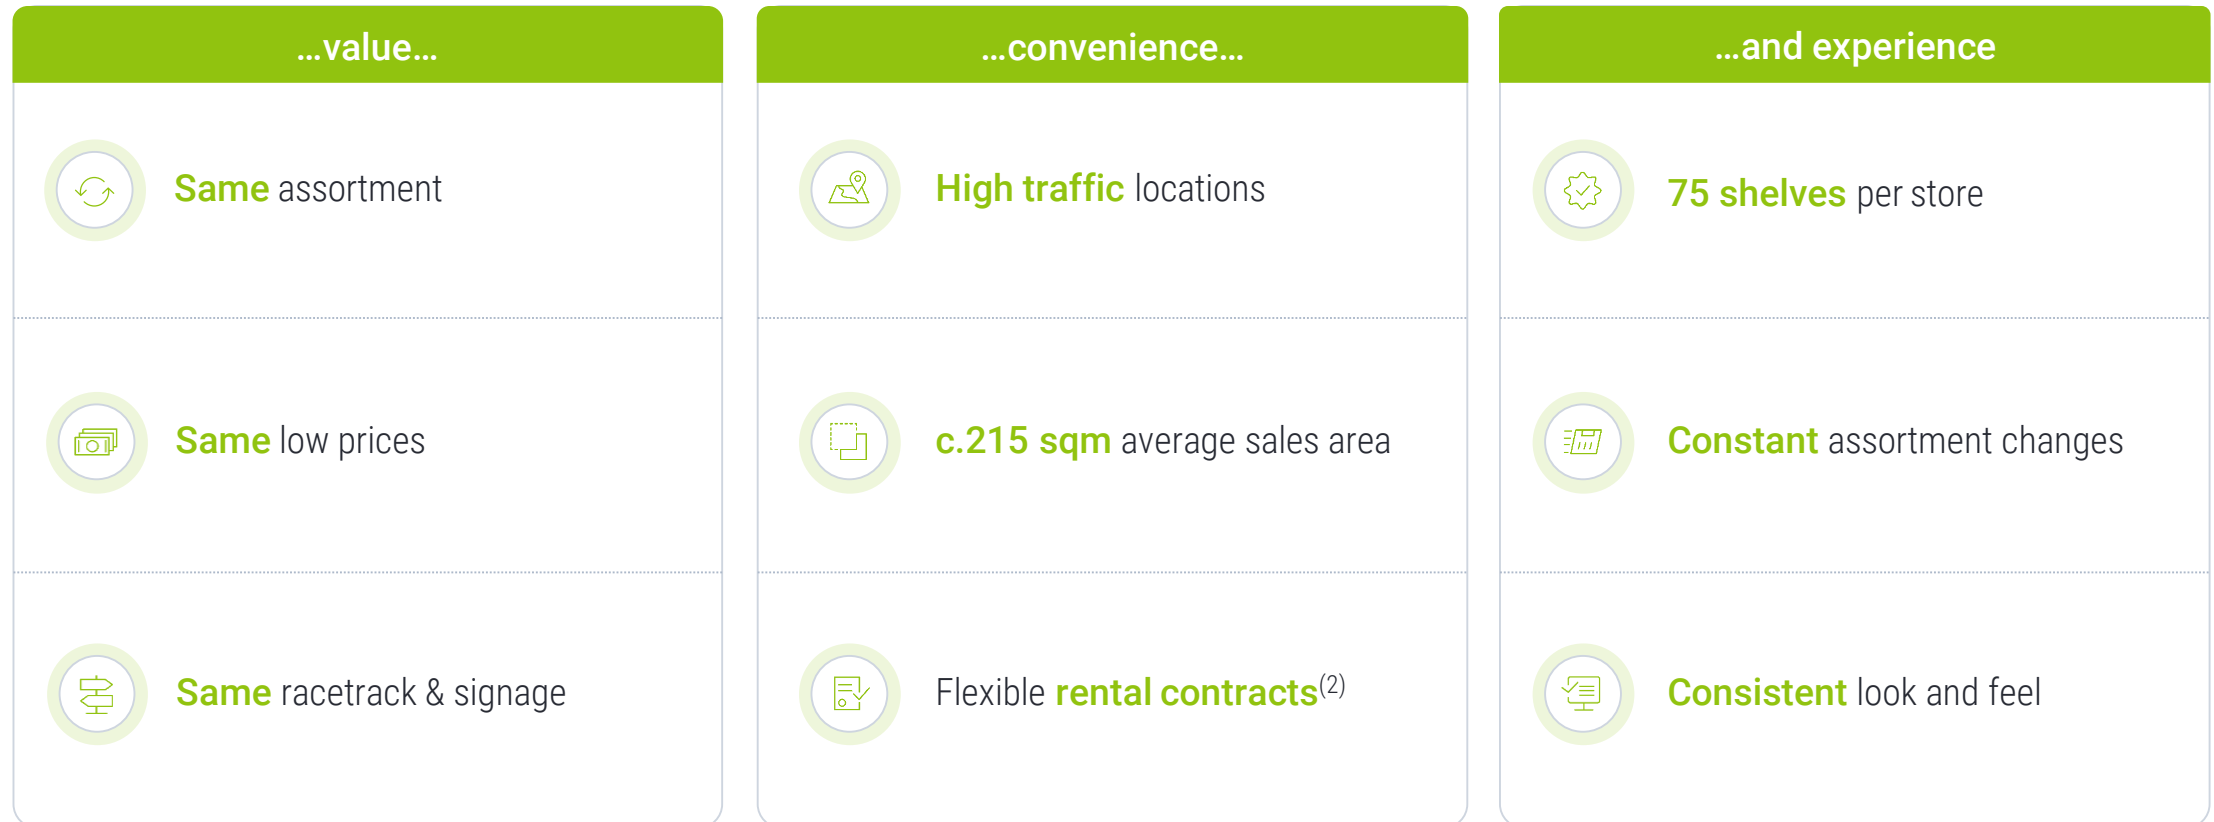 ...value...
Same assortment
Same low prices
Same racetrack & signage
...convenience...
High traffic locations
c.215 sqm average sales area
Flexible rental contracts(2)
...and experience
75 shelves per store
Constant assortment changes
Consistent look and feel